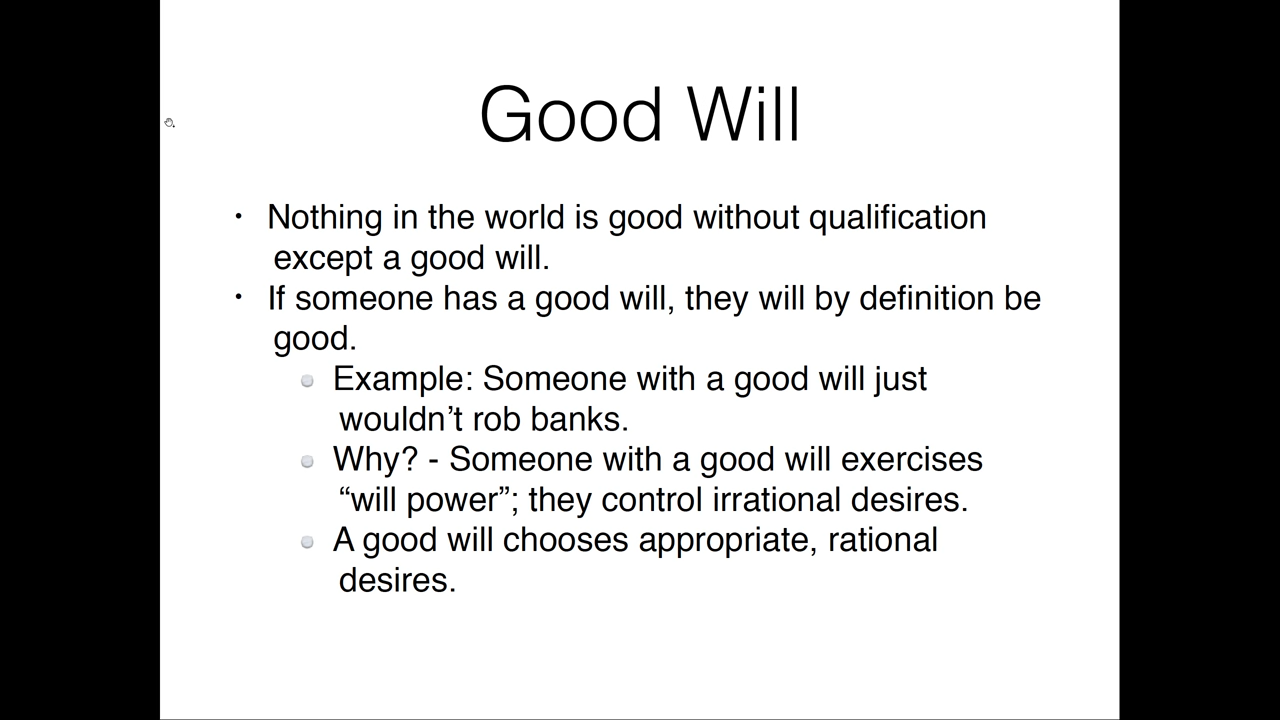 Good Will
• Nothing in the world is good without qualification
except a good will.
• If someone has a good will, they will by definition be
good.
Example: Someone with a good will just
wouldn’t rob banks.
Why? - Someone with a good will exercises
“will power”; they control irrational desires.
A good will chooses appropriate, rational
desires.